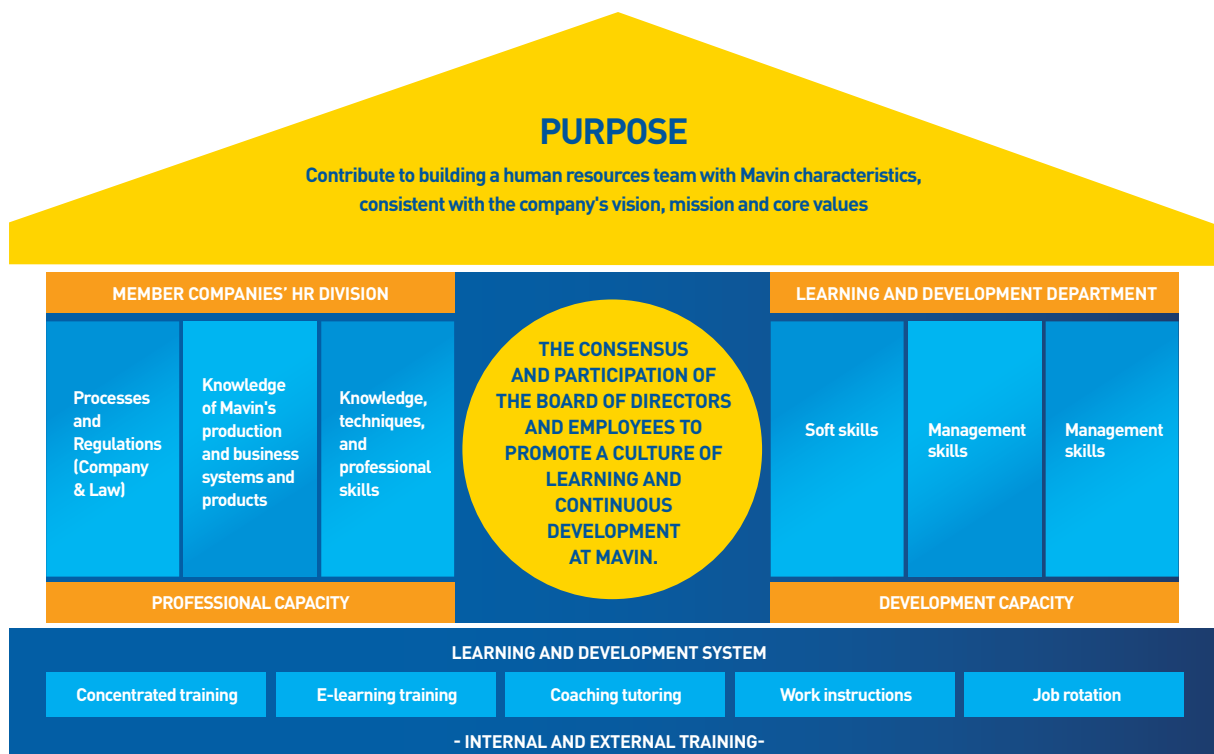 PURPOSE
Contribute to building a human resources team with Mavin characteristics,
consistent with the company's vision, mission and core values
MEMBER COMPANIES' HR DIVISION
Processes
and
Regulations
(Company
& Law)
Knowledge
of Mavin's
production
and business
systems and
products
Knowledge,
techniques,
and
professional
skills
PROFESSIONAL CAPACITY
THE CONSENSUS
AND PARTICIPATION OF
THE BOARD OF DIRECTORS
AND EMPLOYEES TO
PROMOTE A CULTURE OF
LEARNING AND
CONTINUOUS
DEVELOPMENT
AT MAVIN.
LEARNING AND DEVELOPMENT DEPARTMENT
Soft skills
Management
skills
Management
skills
DEVELOPMENT CAPACITY
LEARNING AND DEVELOPMENT SYSTEM
Concentrated training
E-learning training
Coaching tutoring
Work instructions
Job rotation
- INTERNAL AND EXTERNAL TRAINING-